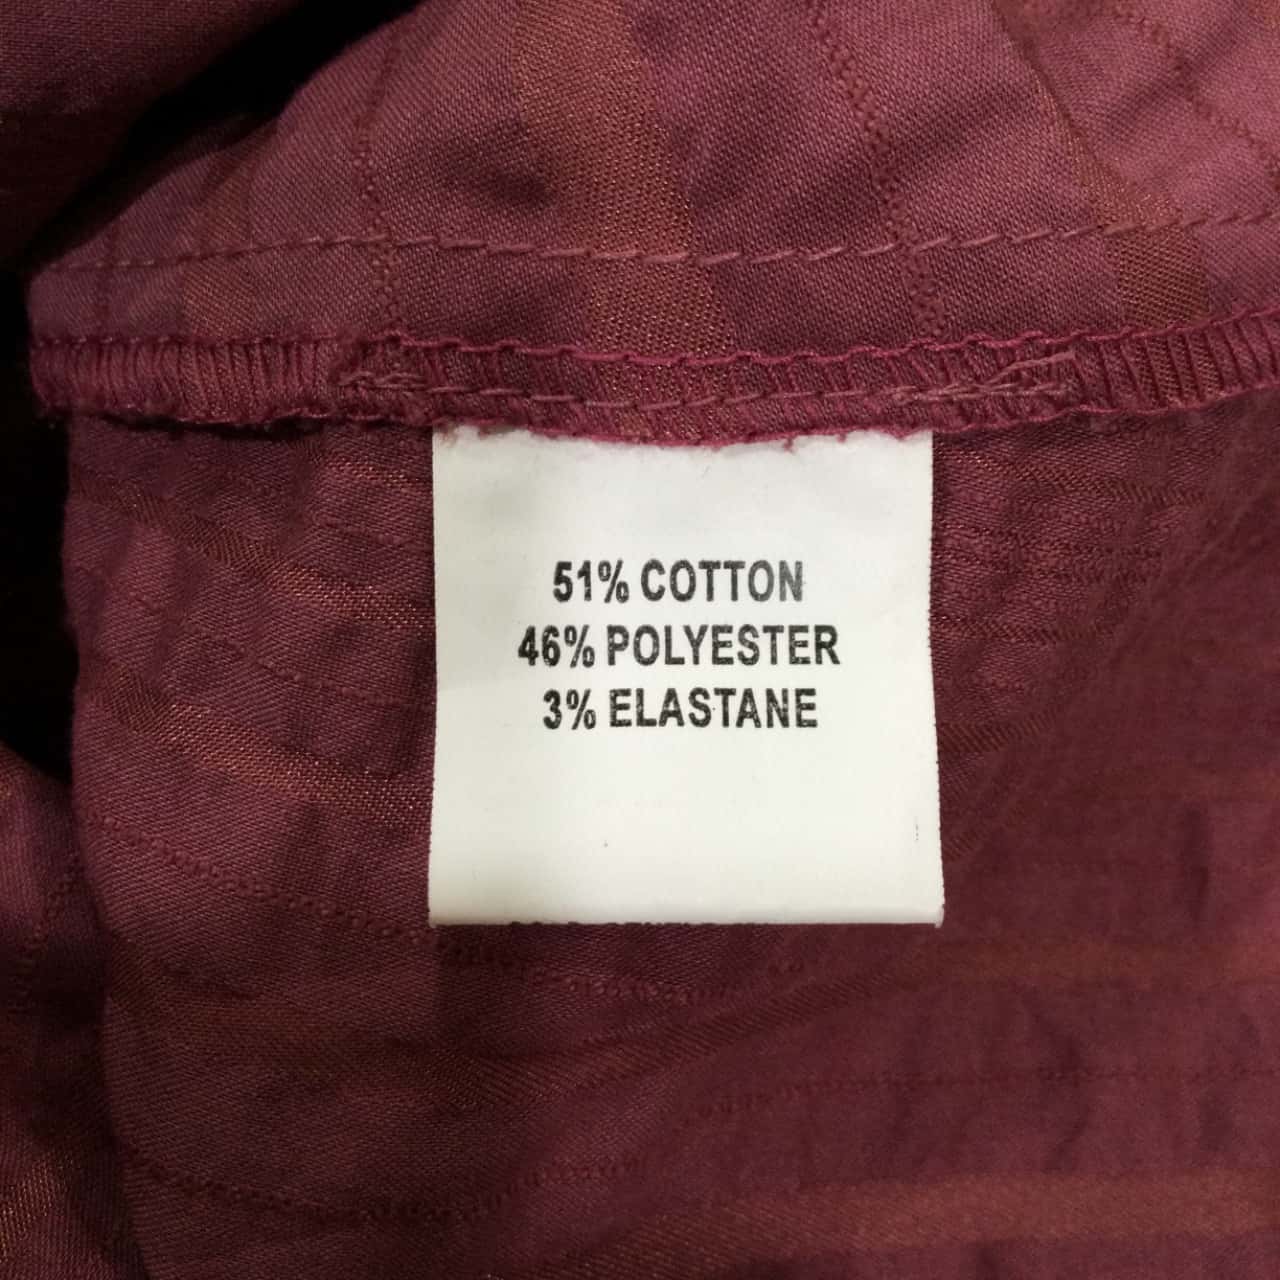 51% COTTON
46% POLYESTER
3% ELASTANE